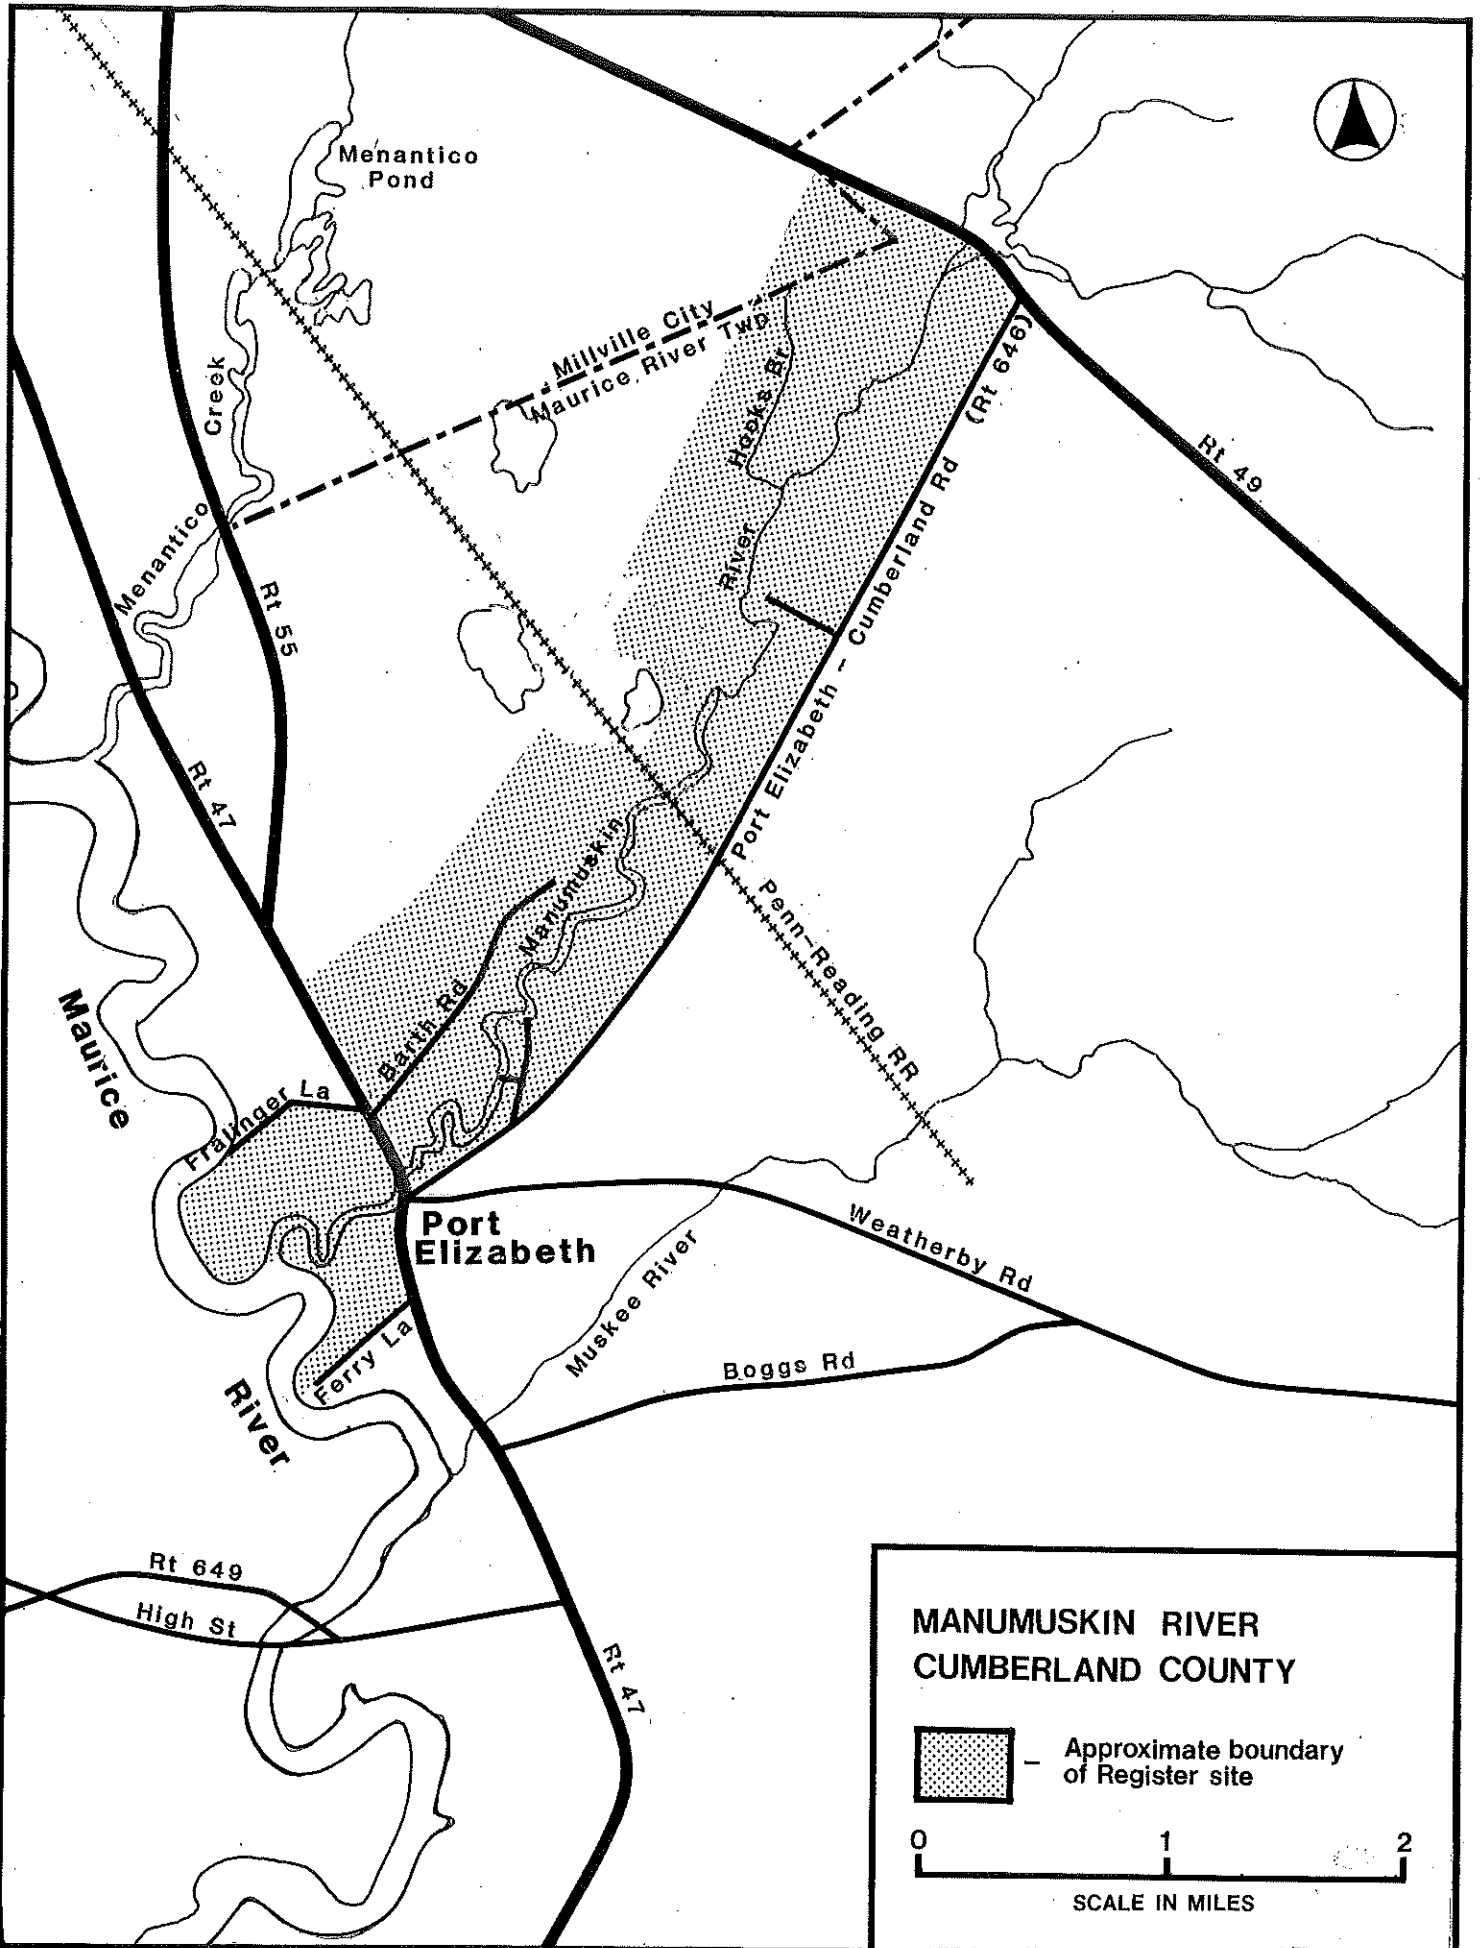 Menantico
Pond
Millville City
Maurice River Twp
Creek
Menantico
Hooks Br
(Rt 646)
Rt 49
Rt 55
River
Port Elizabeth - Cumberland Rd
Rt 47
Manumuskin
Penn-Reading RR
Barth Rd
Maurice
Fralinger La
Port
Elizabeth
Weatherby Rd
Muskee River
Ferry La
Boggs Rd
River
Rt 649
High St
Rt 47
MANUMUSKIN RIVER
CUMBERLAND COUNTY
- Approximate boundary
of Register site
0 1 2
SCALE IN MILES